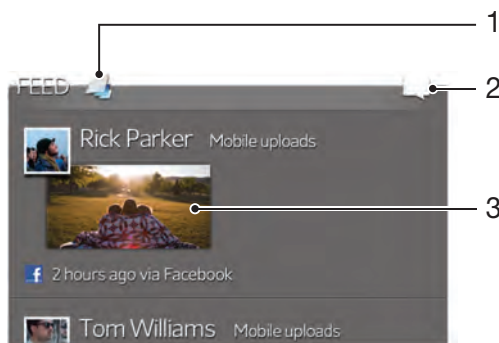 1
FEED
2
Rick Parker Mobile uploads
3
2 hours ago via Facebook
Tom Williams Mobile uploads